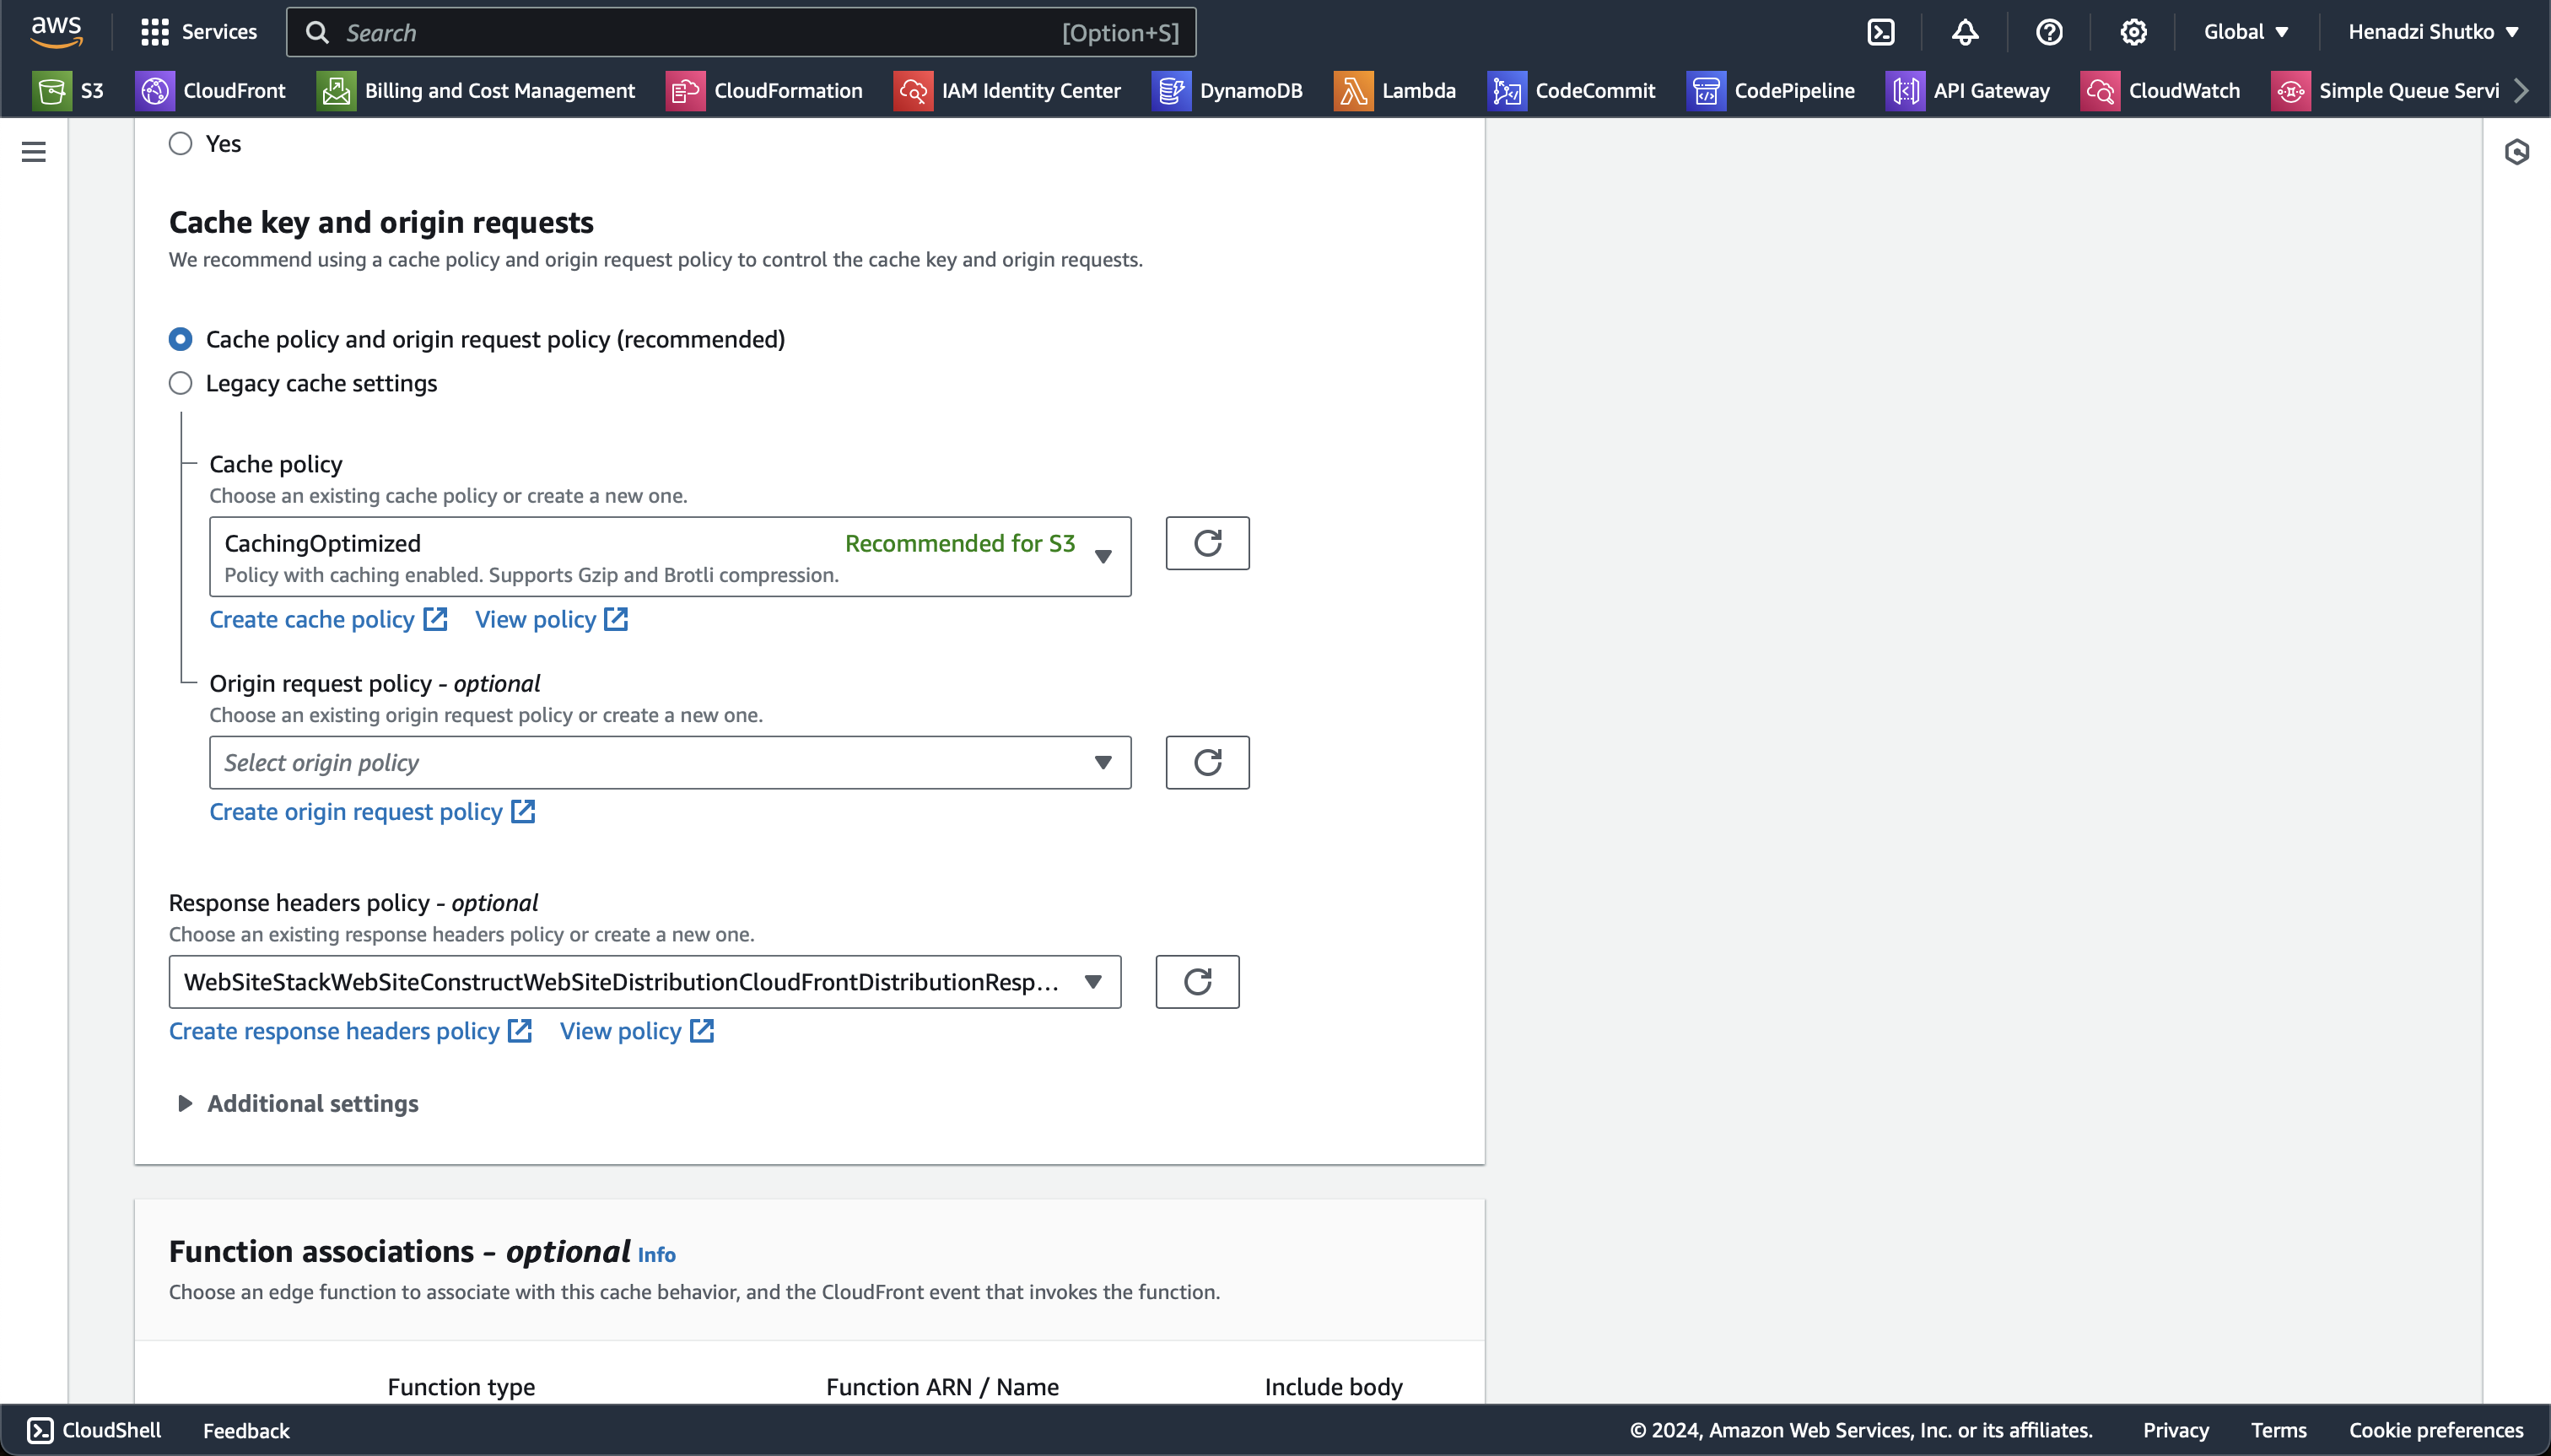 aws
Services
Search
[Option+S]
Global
Henadzi Shutko
S3
CloudFront
Billing and Cost Management
CloudFormation
IAM Identity Center
DynamoDB
Lambda
CodeCommit
CodePipeline
API Gateway
CloudWatch
Simple Queue Servi
Yes
Cache key and origin requests
We recommend using a cache policy and origin request policy to control the cache key and origin requests.
Cache policy and origin request policy (recommended)
Legacy cache settings
Cache policy
Choose an existing cache policy or create a new one.
CachingOptimized
Recommended for S3
Policy with caching enabled. Supports Gzip and Brotli compression.
Create cache policy
View policy
Origin request policy - optional
Choose an existing origin request policy or create a new one.
Select origin policy
Create origin request policy
Response headers policy - optional
Choose an existing response headers policy or create a new one.
WebSiteStackWebSiteConstructWebSiteDistributionCloudFrontDistributionResp...
Create response headers policy
View policy
Additional settings
Function associations - optional Info
Choose an edge function to associate with this cache behavior, and the CloudFront event that invokes the function.
Function type
Function ARN / Name
Include body
CloudShell
Feedback
© 2024, Amazon Web Services, Inc. or its affiliates.
Privacy
Terms
Cookie preferences